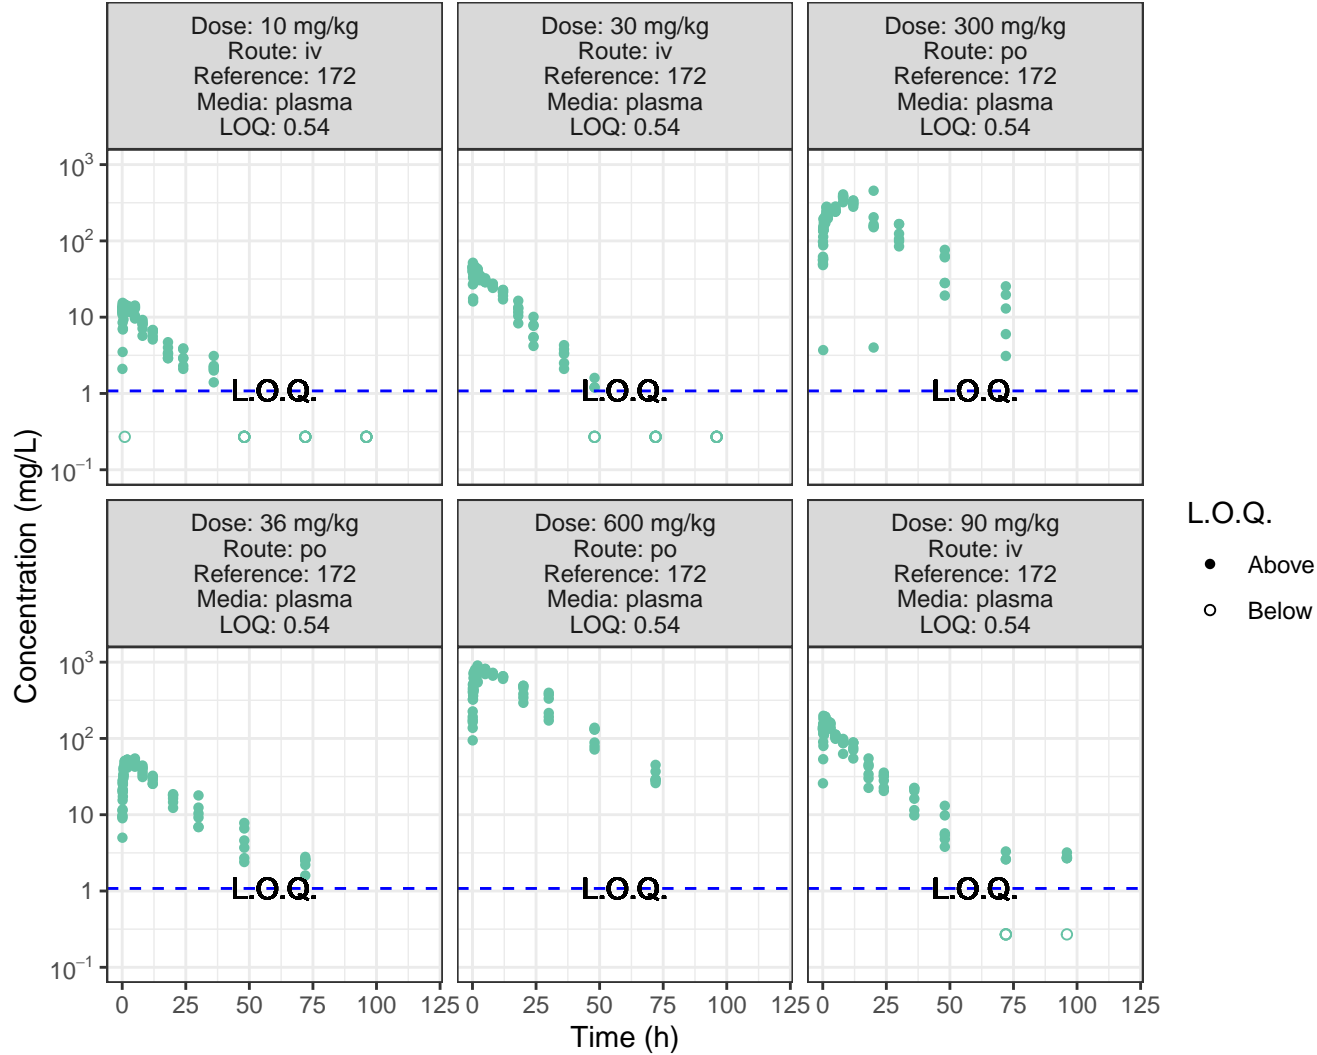 Dose: 10 mg/kg
Route: iv
Reference: 172
Media: plasma
LOQ: 0.54
Dose: 30 mg/kg
Route: iv
Reference: 172
Media: plasma
LOQ: 0.54
Dose: 300 mg/kg
Route: po
Reference: 172
Media: plasma
LOQ: 0.54
10³
10²
10
1
10⁻¹
L.O.Q.
L.O.Q.
L.O.Q.
Dose: 36 mg/kg
Route: po
Reference: 172
Media: plasma
LOQ: 0.54
Dose: 600 mg/kg
Route: po
Reference: 172
Media: plasma
LOQ: 0.54
Dose: 90 mg/kg
Route: iv
Reference: 172
Media: plasma
LOQ: 0.54
10³
10²
10
1
10⁻¹
L.O.Q.
L.O.Q.
L.O.Q.
0 25 50 75 100 125
0 25 50 75 100 125
0 25 50 75 100 125
Time (h)
Concentration (mg/L)
L.O.Q.
Above
Below